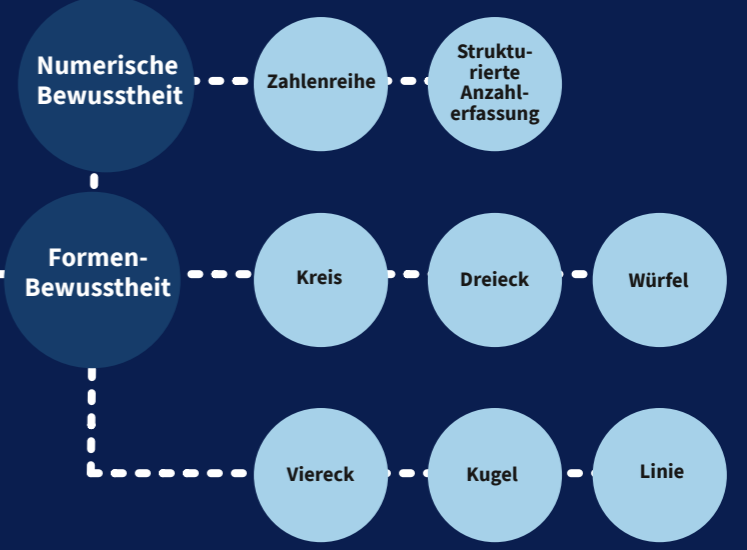 Numerische
Bewusstheit
Zahlenreihe
Struktu-
rierte
Anzahl-
erfassung
Formen-
Bewusstheit
Kreis
Dreieck
Würfel
Viereck
Kugel
Linie